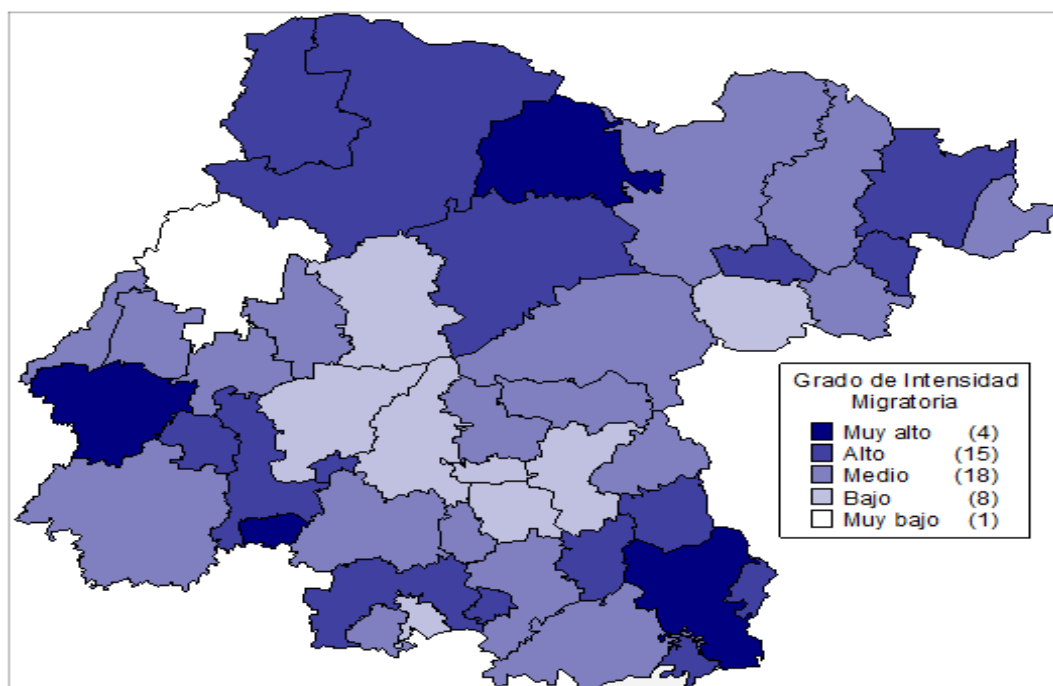 Grado de Intensidad
Migratoria
Muy alto (4)
Alto (15)
Medio (18)
Bajo (8)
Muy bajo (1)